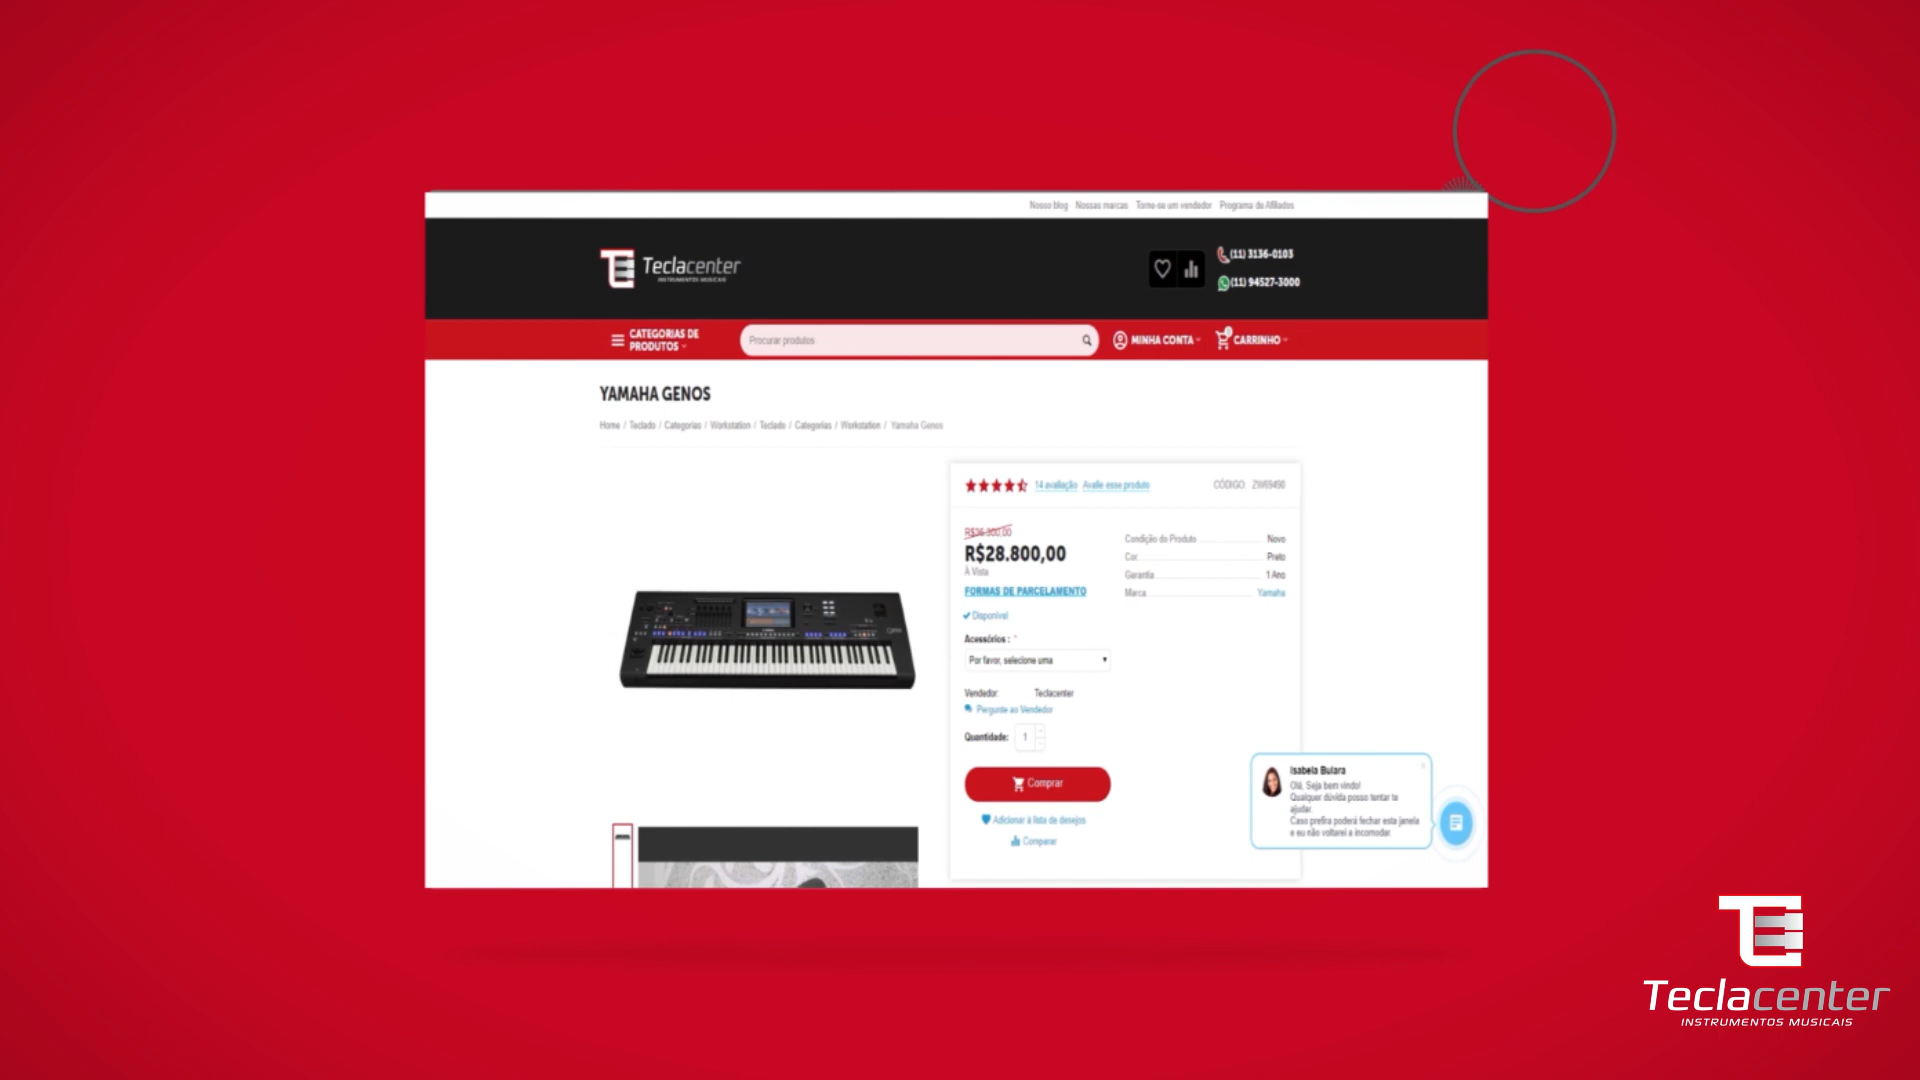 Nosso blog Nossas marcas Torne-se um vendedor Programa de Afiliados
Teclacenter
INSTRUMENTOS MUSICAIS
(11) 3136-0103
(11) 94527-3000
CATEGORIAS DE
PRODUTOS
Procurar produtos
MINHA CONTA
0
CARRINHO
YAMAHA GENOS
Home / Teclado / Categorias / Workstation / Teclado / Categorias / Workstation / Yamaha Genos
14 avaliação Avalie esse produto
CÓDIGO:
R$28.800,00
À Vista
FORMAS DE PARCELAMENTO
Disponível
Condição do Produto Novo
Cor Preto
Garantia 1 Ano
Marca Yamaha
Acessórios : *
Por favor, selecione uma
Vendedor: Teclacenter
Pergunte ao Vendedor
Quantidade: 1
Comprar
Adicionar à lista de desejos
Comparar
Isabela Bulara
Olá, Seja bem vindo!
Qualquer dúvida posso tentar te
ajudar.
Caso prefira poderá fechar esta janela
e eu não voltarei a incomodar.
Teclacenter
INSTRUMENTOS MUSICAIS